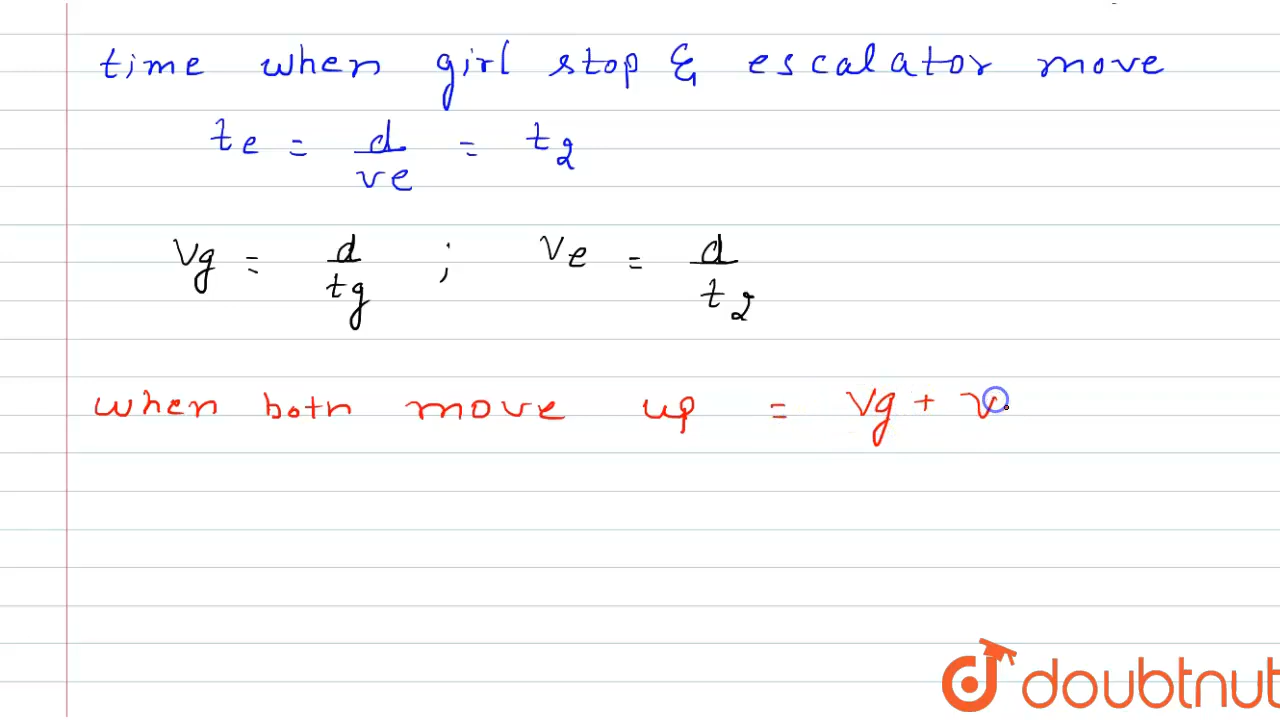 time when girl stop & escalator move
te = d/ve = t2
vg = d/tg ; ve = d/t2
when both move up = vg + v
doubtnut